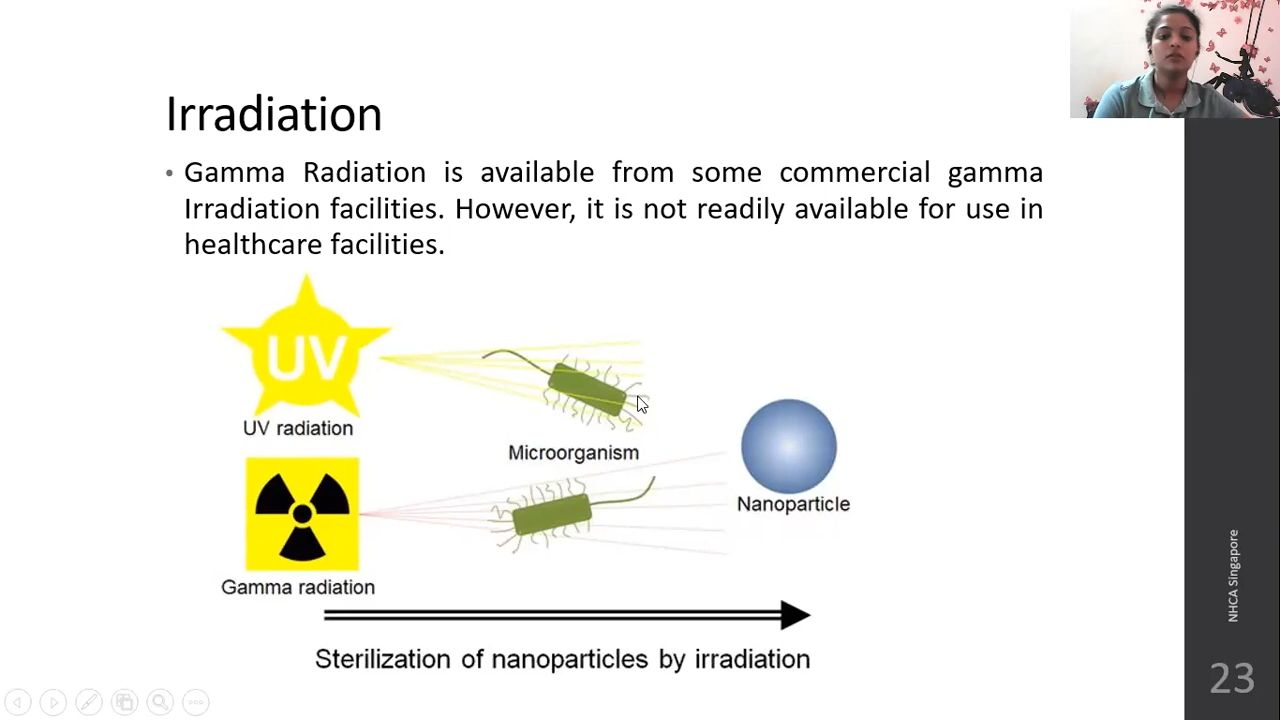 Irradiation
• Gamma Radiation is available from some commercial gamma
Irradiation facilities. However, it is not readily available for use in
healthcare facilities.
UV
UV radiation
Microorganism
Nanoparticle
Gamma radiation
Sterilization of nanoparticles by irradiation
NHCA Singapore
23